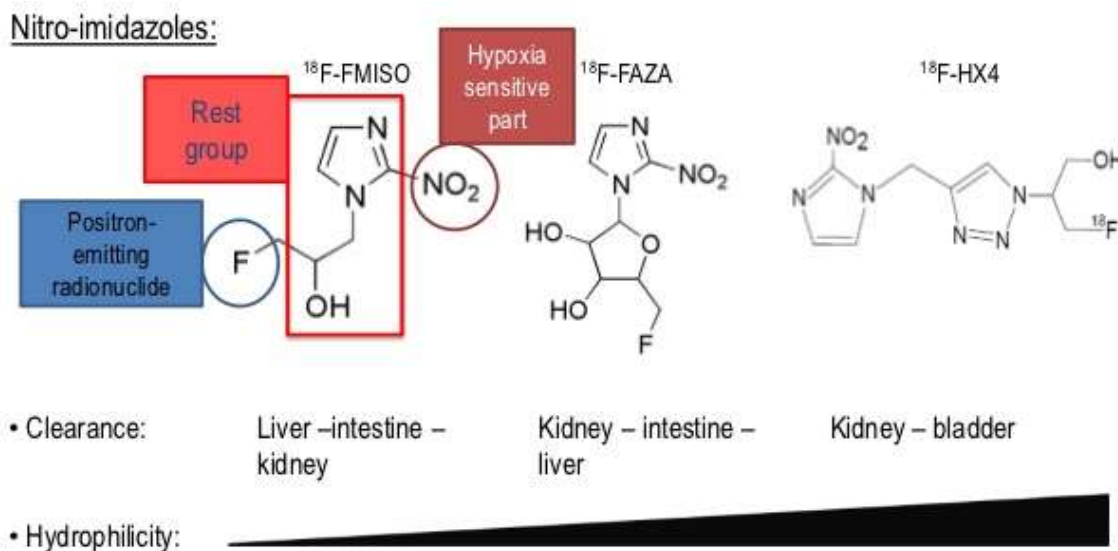 Nitro-imidazoles:
¹⁸F-FMISO
Rest
group
Hypoxia
sensitive
part
Positron-
emitting
radionuclide
N
N
NO₂
F
OH
¹⁸F-FAZA
N
N
NO₂
HO
O
HO
F
¹⁸F-HX4
NO₂
N
N
N
N
N
OH
¹⁸F
• Clearance:
Liver –intestine –
kidney
Kidney – intestine –
liver
Kidney – bladder
• Hydrophilicity: